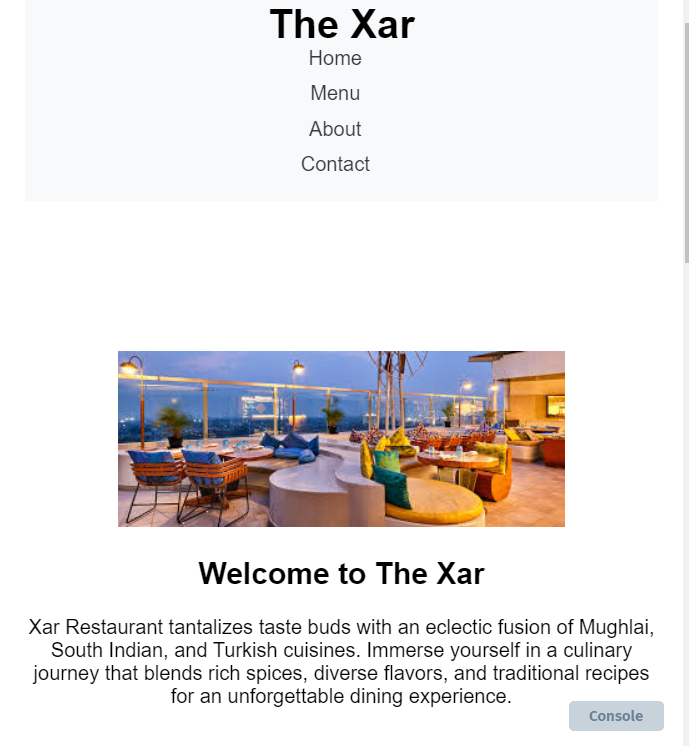 The Xar
Home
Menu
About
Contact
Welcome to The Xar
Xar Restaurant tantalizes taste buds with an eclectic fusion of Mughlai,
South Indian, and Turkish cuisines. Immerse yourself in a culinary
journey that blends rich spices, diverse flavors, and traditional recipes
for an unforgettable dining experience.
Console